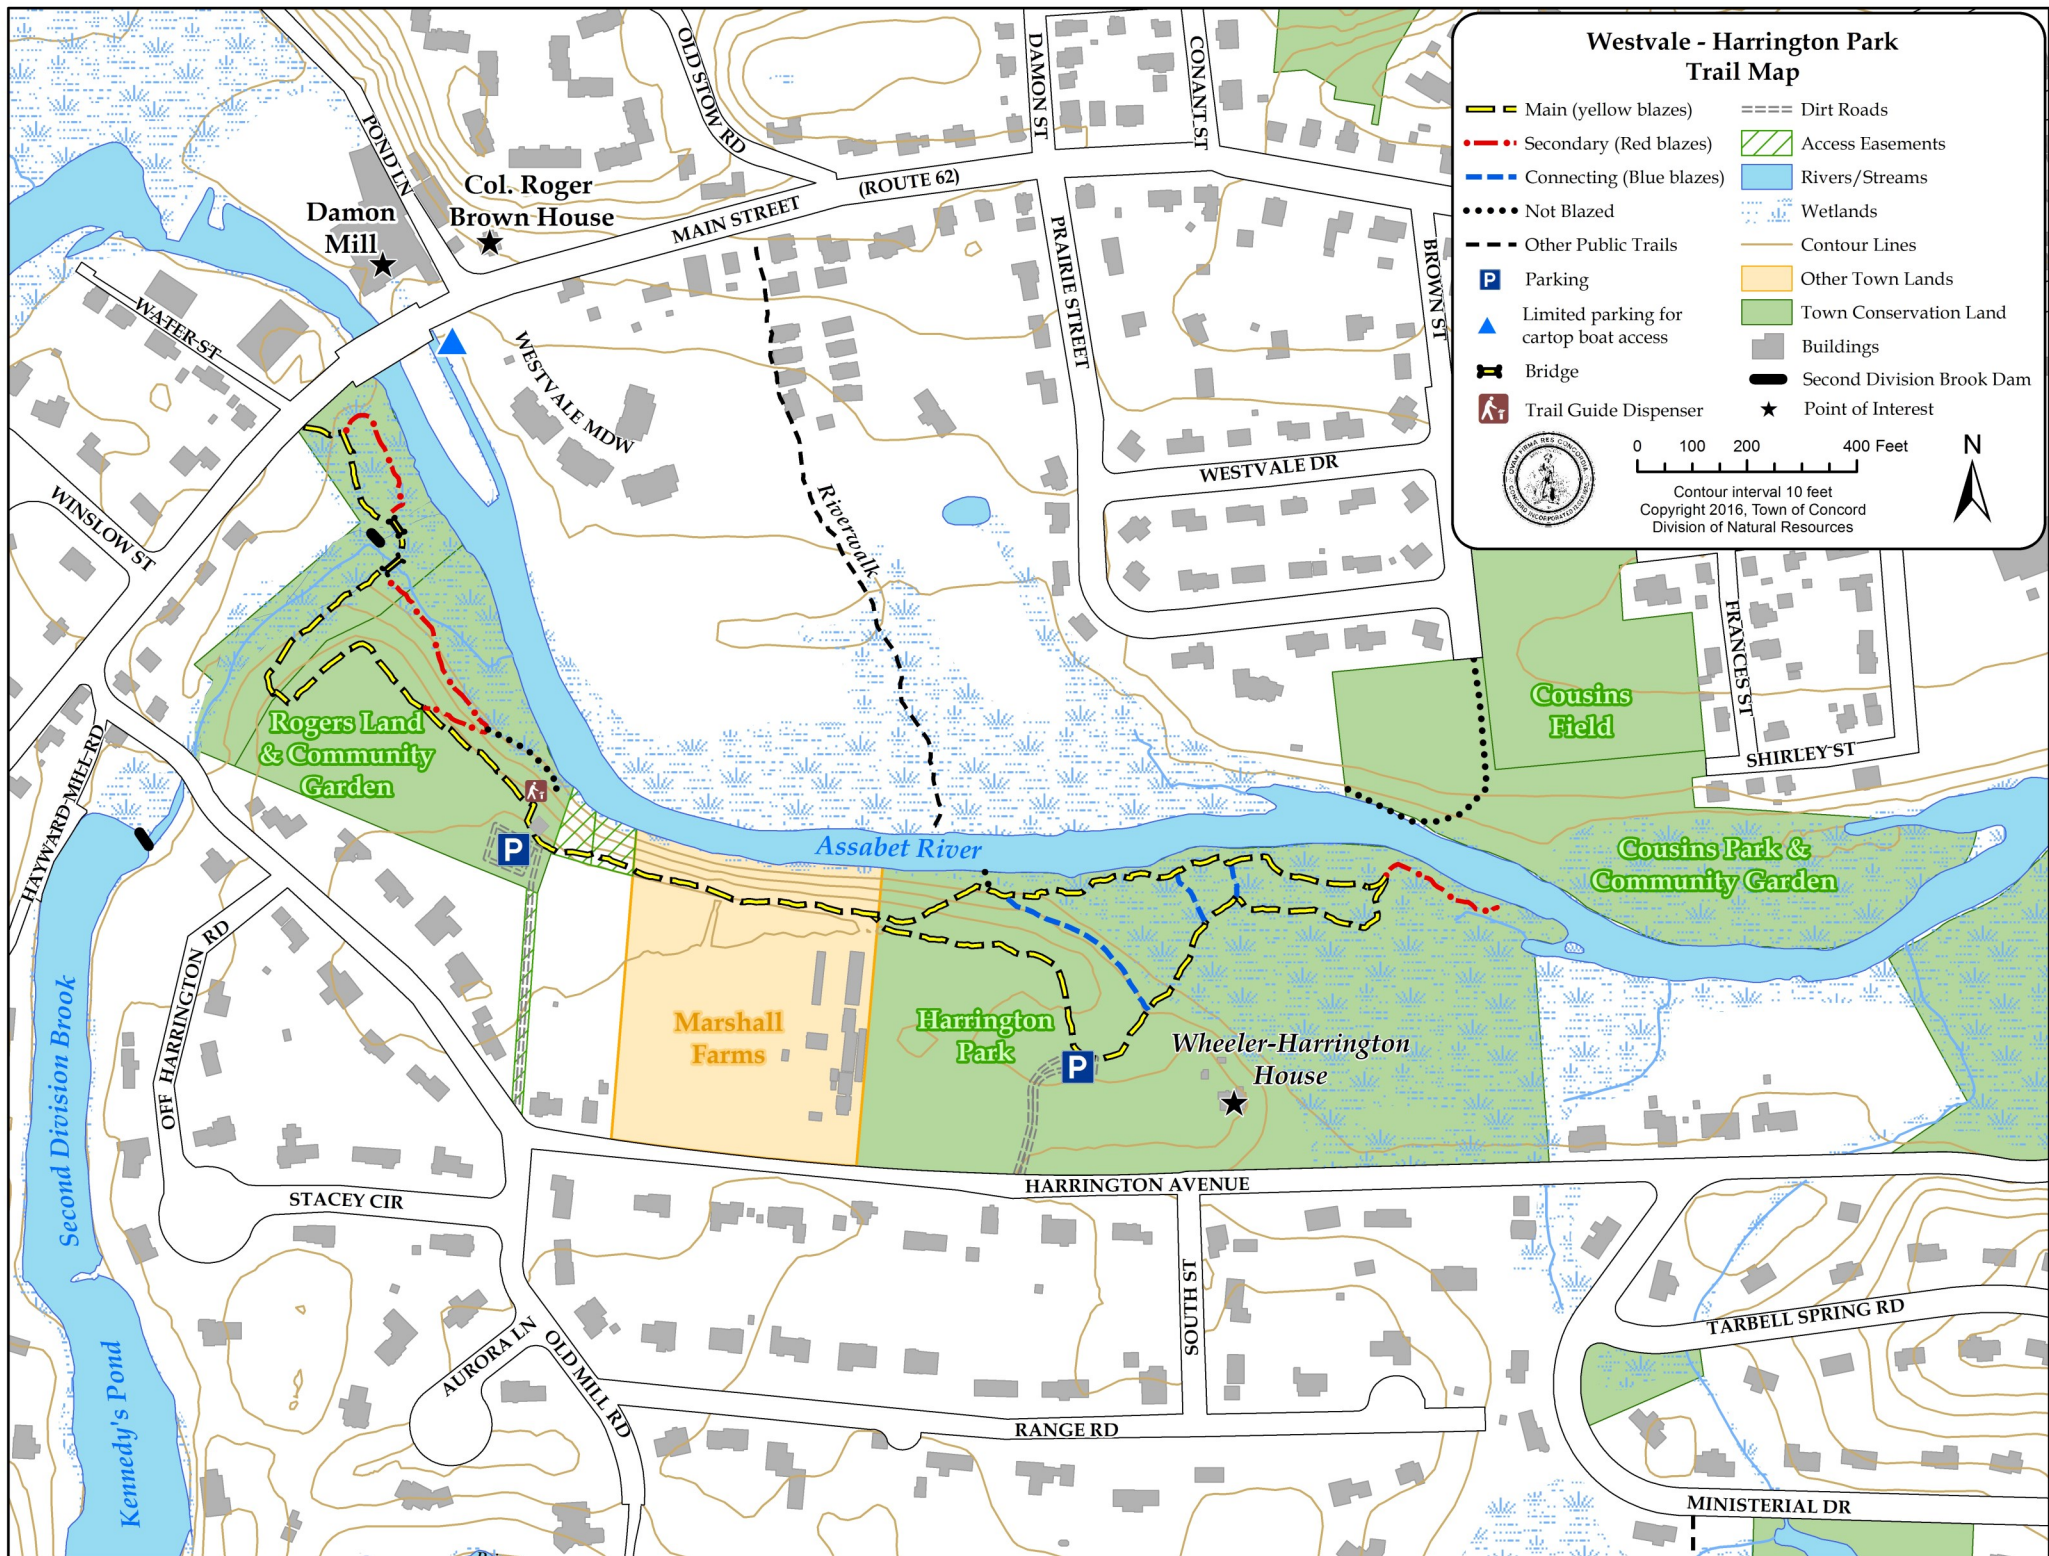 Westvale - Harrington Park
Trail Map
Main (yellow blazes)
Secondary (Red blazes)
Connecting (Blue blazes)
Not Blazed
Other Public Trails
P
Parking
Limited parking for
cartop boat access
Bridge
Trail Guide Dispenser
Dirt Roads
Access Easements
Rivers/Streams
Wetlands
Contour Lines
Other Town Lands
Town Conservation Land
Buildings
Second Division Brook Dam
Point of Interest
0 100 200 400 Feet
N
Contour interval 10 feet
Copyright 2016, Town of Concord
Division of Natural Resources
OLD STOW RD
DAMON ST
CONANT ST
POND LN
Col. Roger
Brown House
Damon
Mill
MAIN STREET
(ROUTE 62)
PRAIRIE STREET
BROWN ST
WATER ST
WESTVALE MDW
WESTVALE DR
Riverwalk
WINSLOW ST
FRANCES ST
SHIRLEY ST
Cousins
Field
Rogers Land
& Community
Garden
HAYWARD MILL RD
P
Assabet River
Cousins Park &
Community Garden
OFF HARRINGTON RD
Marshall
Farms
Harrington
Park
P
Wheeler-Harrington
House
Second Division Brook
STACEY CIR
HARRINGTON AVENUE
SOUTH ST
TARBELL SPRING RD
AURORA LN
OLD MILL RD
RANGE RD
Kennedy's Pond
MINISTERIAL DR